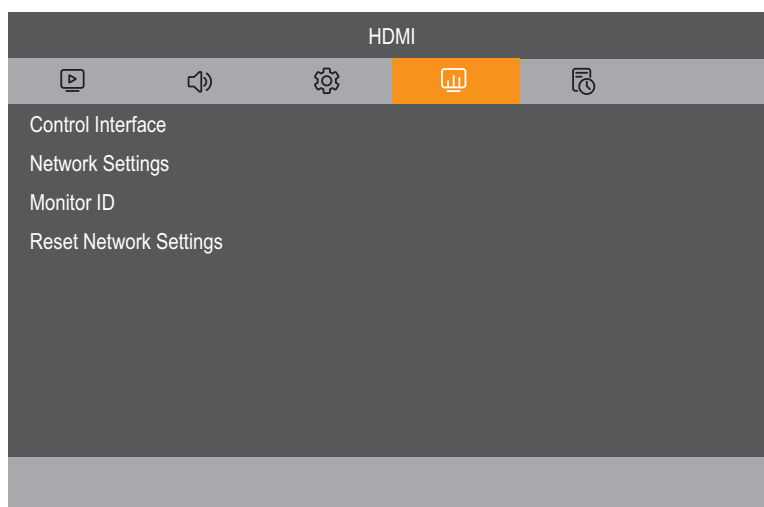 HDMI
Control Interface
Network Settings
Monitor ID
Reset Network Settings